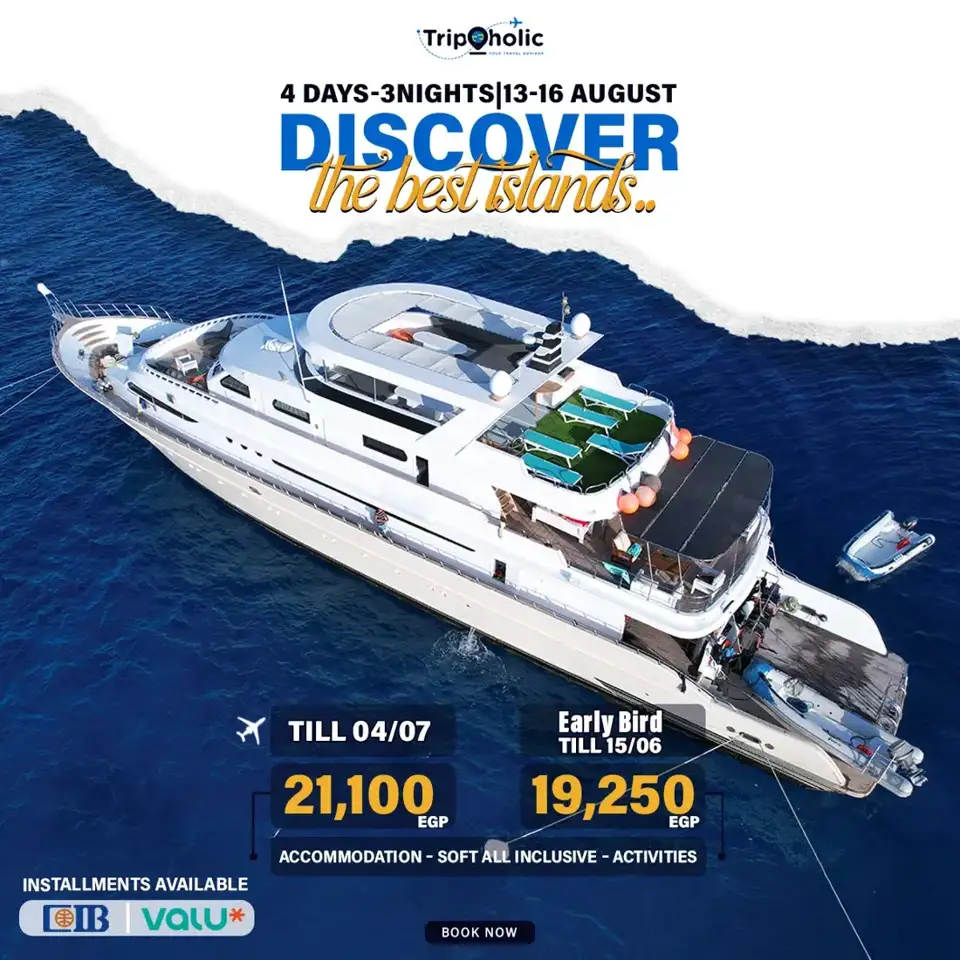 TripOholic
YOUR TRAVEL ADVISOR
4 DAYS-3NIGHTS|13-16 AUGUST
DISCOVER
the best islands..
TILL 04/07
21,100
EGP
Early Bird
TILL 15/06
19,250
EGP
ACCOMMODATION - SOFT ALL INCLUSIVE - ACTIVITIES
INSTALLMENTS AVAILABLE
CIB | valu*
BOOK NOW